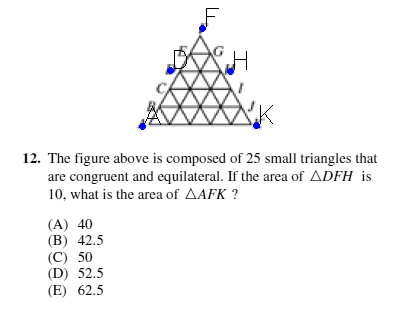 F
E G
D H
C I
B J
A K
12. The figure above is composed of 25 small triangles that
are congruent and equilateral. If the area of △DFH is
10, what is the area of △AFK ?
(A) 40
(B) 42.5
(C) 50
(D) 52.5
(E) 62.5